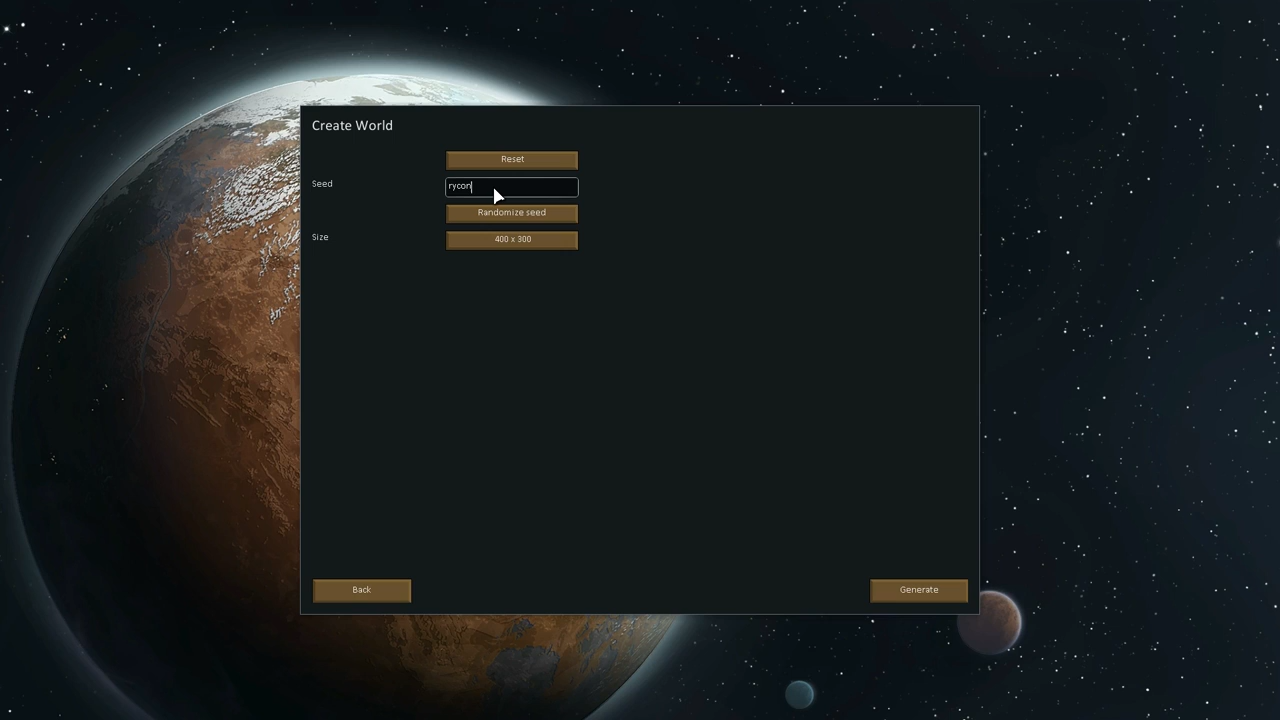 Create World
Reset
Seed
rycon
Randomize seed
Size
400 x 300
Back
Generate